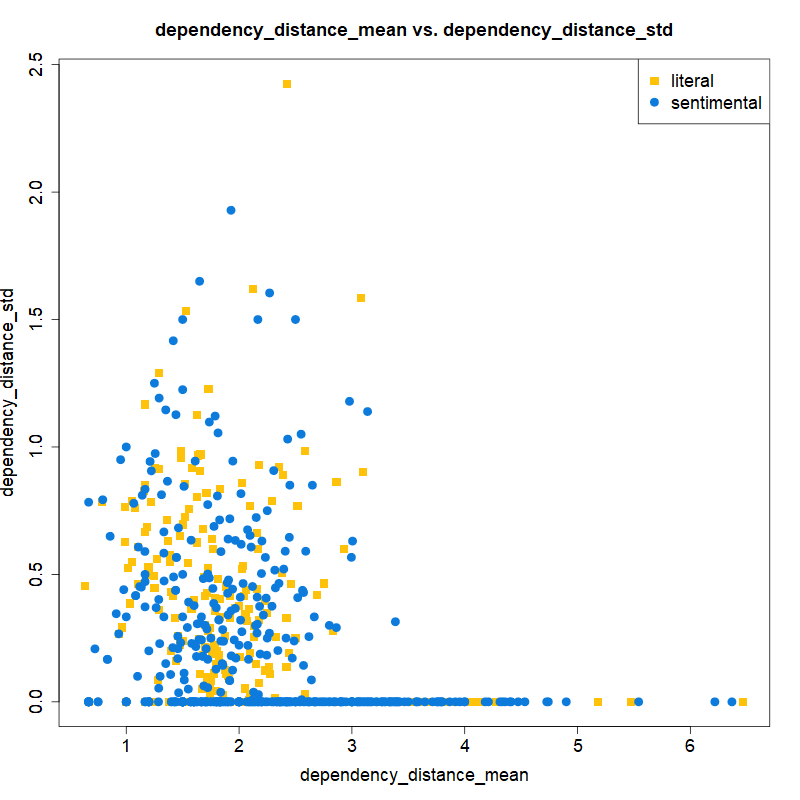 dependency_distance_mean vs. dependency_distance_std
literal
sentimental
dependency_distance_std
2.5
2.0
1.5
1.0
0.5
0.0
1 2 3 4 5 6
dependency_distance_mean